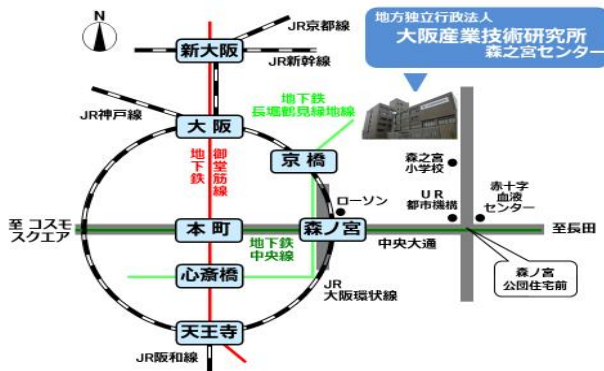 N
JR京都線
新大阪
JR新幹線
地方独立行政法人
大阪産業技術研究所
森之宮センター
JR神戸線
大阪
地下鉄
長堀鶴見緑地線
京橋
地下鉄
御堂筋線
森之宮
小学校
ローソン
UR
都市機構
赤十字
血液
センター
至 コスモ
スクエア
本町
地下鉄
中央線
森ノ宮
中央大通
至長田
心斎橋
JR
大阪環状線
森ノ宮
公団住宅前
天王寺
JR阪和線